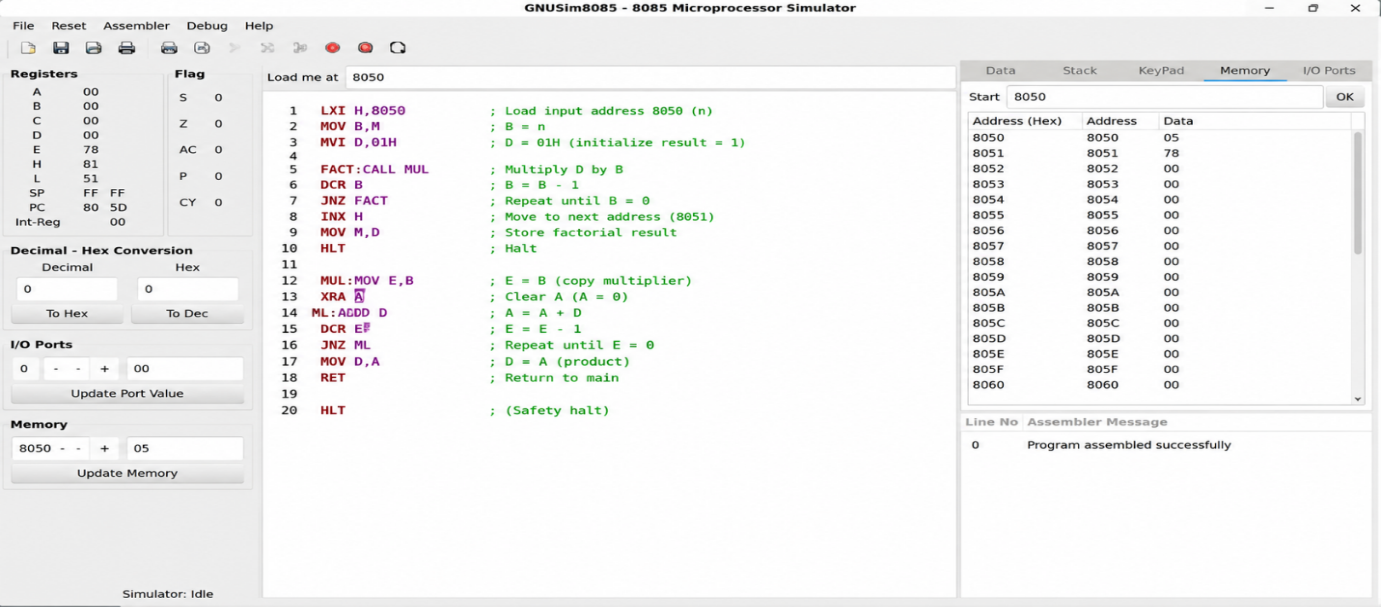 GNUSim8085 - 8085 Microprocessor Simulator
File Reset Assembler Debug Help
Registers
A 00
B 00
C 00
D 00
E 78
H 81
L 51
SP FF FF
PC 80 5D
Int-Reg 00
Flag
S 0
Z 0
AC 0
P 0
CY 0
Decimal - Hex Conversion
Decimal Hex
0 0
To Hex To Dec
I/O Ports
0 - - + 00
Update Port Value
Memory
8050 - - + 05
Update Memory
Simulator: Idle
Load me at 8050
1 LXI H,8050 ; Load input address 8050 (n)
2 MOV B,M ; B = n
3 MVI D,01H ; D = 01H (initialize result = 1)
4
5 FACT:CALL MUL ; Multiply D by B
6 DCR B ; B = B - 1
7 JNZ FACT ; Repeat until B = 0
8 INX H ; Move to next address (8051)
9 MOV M,D ; Store factorial result
10 HLT ; Halt
11
12 MUL:MOV E,B ; E = B (copy multiplier)
13 XRA A ; Clear A (A = 0)
14 ML:ADDD D ; A = A + D
15 DCR E ; E = E - 1
16 JNZ ML ; Repeat until E = 0
17 MOV D,A ; D = A (product)
18 RET ; Return to main
19
20 HLT ; (Safety halt)
Data Stack KeyPad Memory I/O Ports
Start 8050 OK
Address (Hex) Address Data
8050 8050 05
8051 8051 78
8052 8052 00
8053 8053 00
8054 8054 00
8055 8055 00
8056 8056 00
8057 8057 00
8058 8058 00
8059 8059 00
805A 805A 00
805B 805B 00
805C 805C 00
805D 805D 00
805E 805E 00
805F 805F 00
8060 8060 00
Line No Assembler Message
0 Program assembled successfully